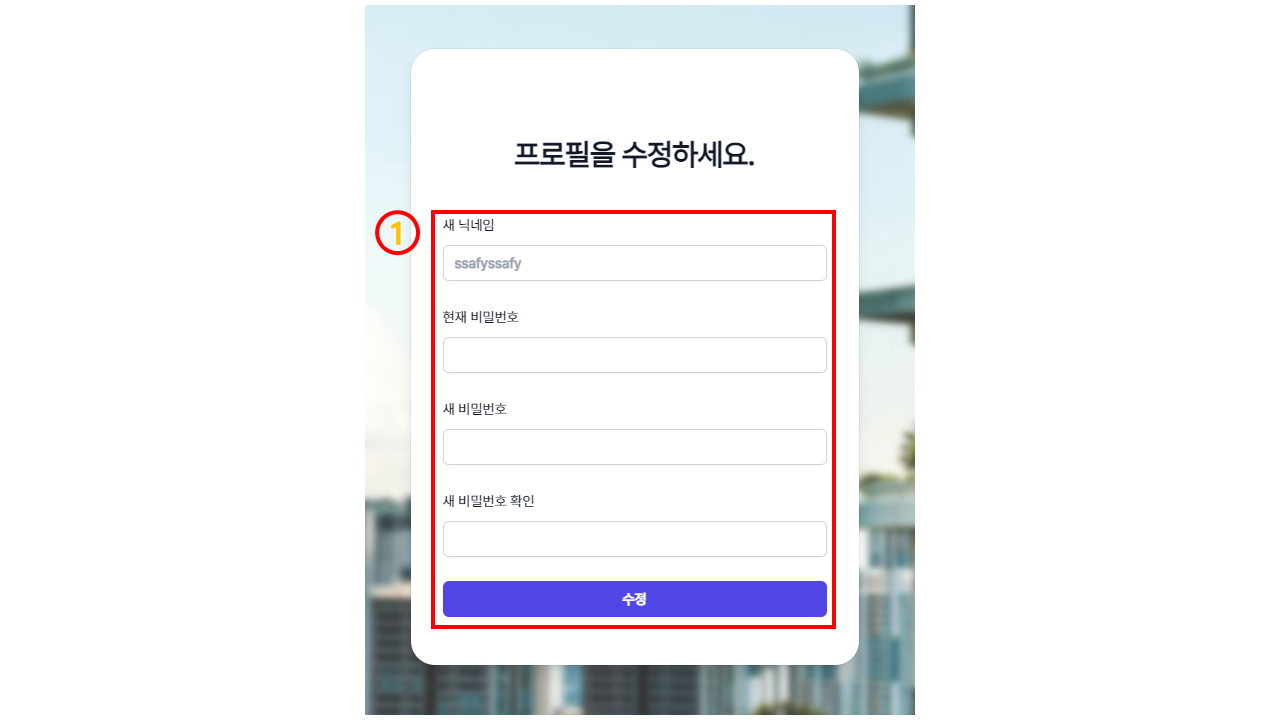 프로필을 수정하세요.
1
새 닉네임
ssafyssafy
현재 비밀번호
새 비밀번호
새 비밀번호 확인
수정